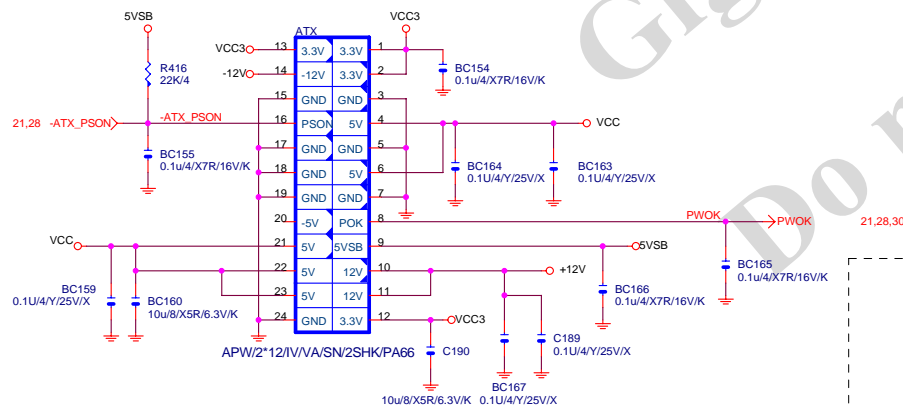 5VSB
VCC3
ATX
VCC3
13
3.3V
3.3V
1
R416
22K/4
-12V
14
-12V
3.3V
2
BC154
0.1u/4/X7R/16V/K
15
GND
GND
3
21,28
-ATX_PSON
-ATX_PSON
16
PSON
5V
4
VCC
17
GND
GND
5
BC155
0.1u/4/X7R/16V/K
18
GND
5V
6
BC164
0.1U/4/Y/25V/X
BC163
0.1U/4/Y/25V/X
19
GND
GND
7
20
-5V
POK
8
PWOK
PWOK
21,28,30
VCC
21
5V
5VSB
9
5VSB
22
5V
12V
10
+12V
BC165
0.1u/4/X7R/16V/K
BC159
0.1U/4/Y/25V/X
BC160
10u/8/X5R/6.3V/K
23
5V
12V
11
BC166
0.1u/4/X7R/16V/K
24
GND
3.3V
12
VCC3
APW/2*12/IV/VA/SN/2SHK/PA66
C190
10u/8/X5R/6.3V/K
BC167
0.1U/4/Y/25V/X
C189
0.1U/4/Y/25V/X
Gig
Do n